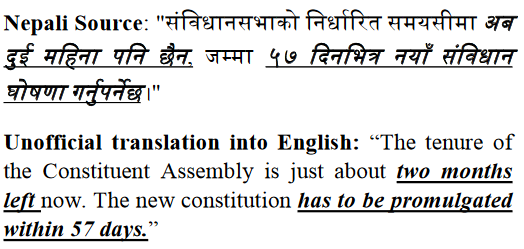 Nepali Source: "संविधानसभाको निर्धारित समयसीमा अब
दुई महिना पनि छैन, जम्मा ५७ दिनभित्र नयाँ संविधान
घोषणा गर्नुपर्नेछ।"
Unofficial translation into English: “The tenure of
the Constituent Assembly is just about two months
left now. The new constitution has to be promulgated
within 57 days.”